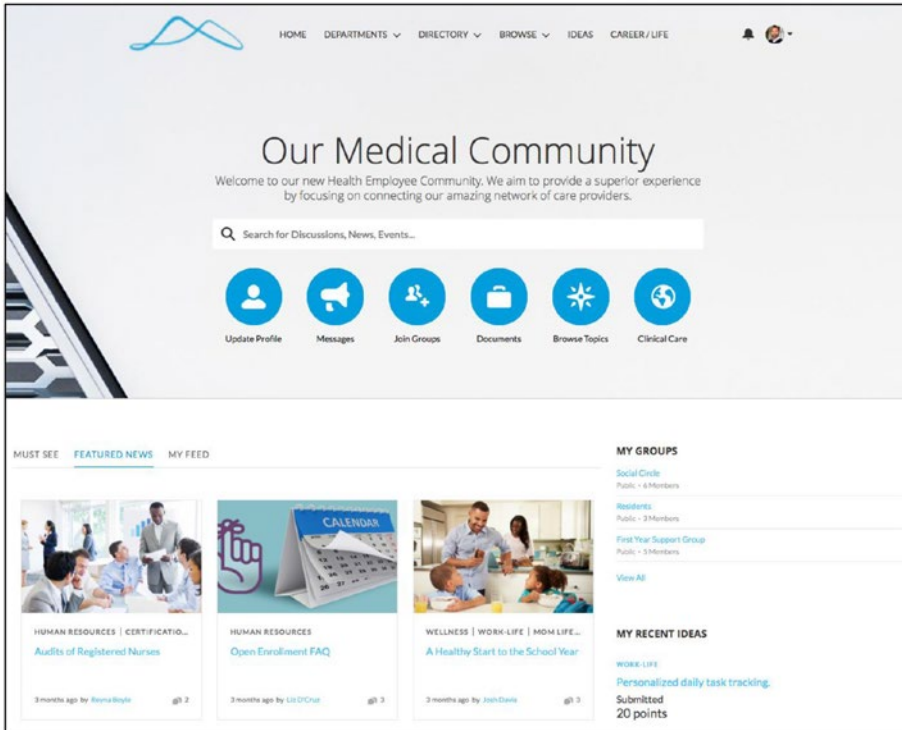 HOME DEPARTMENTS DIRECTORY BROWSE IDEAS CAREER / LIFE
Our Medical Community
Welcome to our new Health Employee Community. We aim to provide a superior experience
by focusing on connecting our amazing network of care providers.
Search for Discussions, News, Events...
Update Profile Messages Join Groups Documents Browse Topics Clinical Care
MUST SEE FEATURED NEWS MY FEED
CALENDAR
HUMAN RESOURCES | CERTIFICATIO...
Audits of Registered Nurses
3 months ago by Reyna Boyle 2
HUMAN RESOURCES
Open Enrollment FAQ
3 months ago by Liz D'Cruz 3
WELLNESS | WORK-LIFE | MOM LIFE...
A Healthy Start to the School Year
3 months ago by Josh Davis 3
MY GROUPS
Social Circle
Public • 6 Members
Residents
Public • 3 Members
First Year Support Group
Public • 5 Members
View All
MY RECENT IDEAS
WORK-LIFE
Personalized daily task tracking.
Submitted
20 points